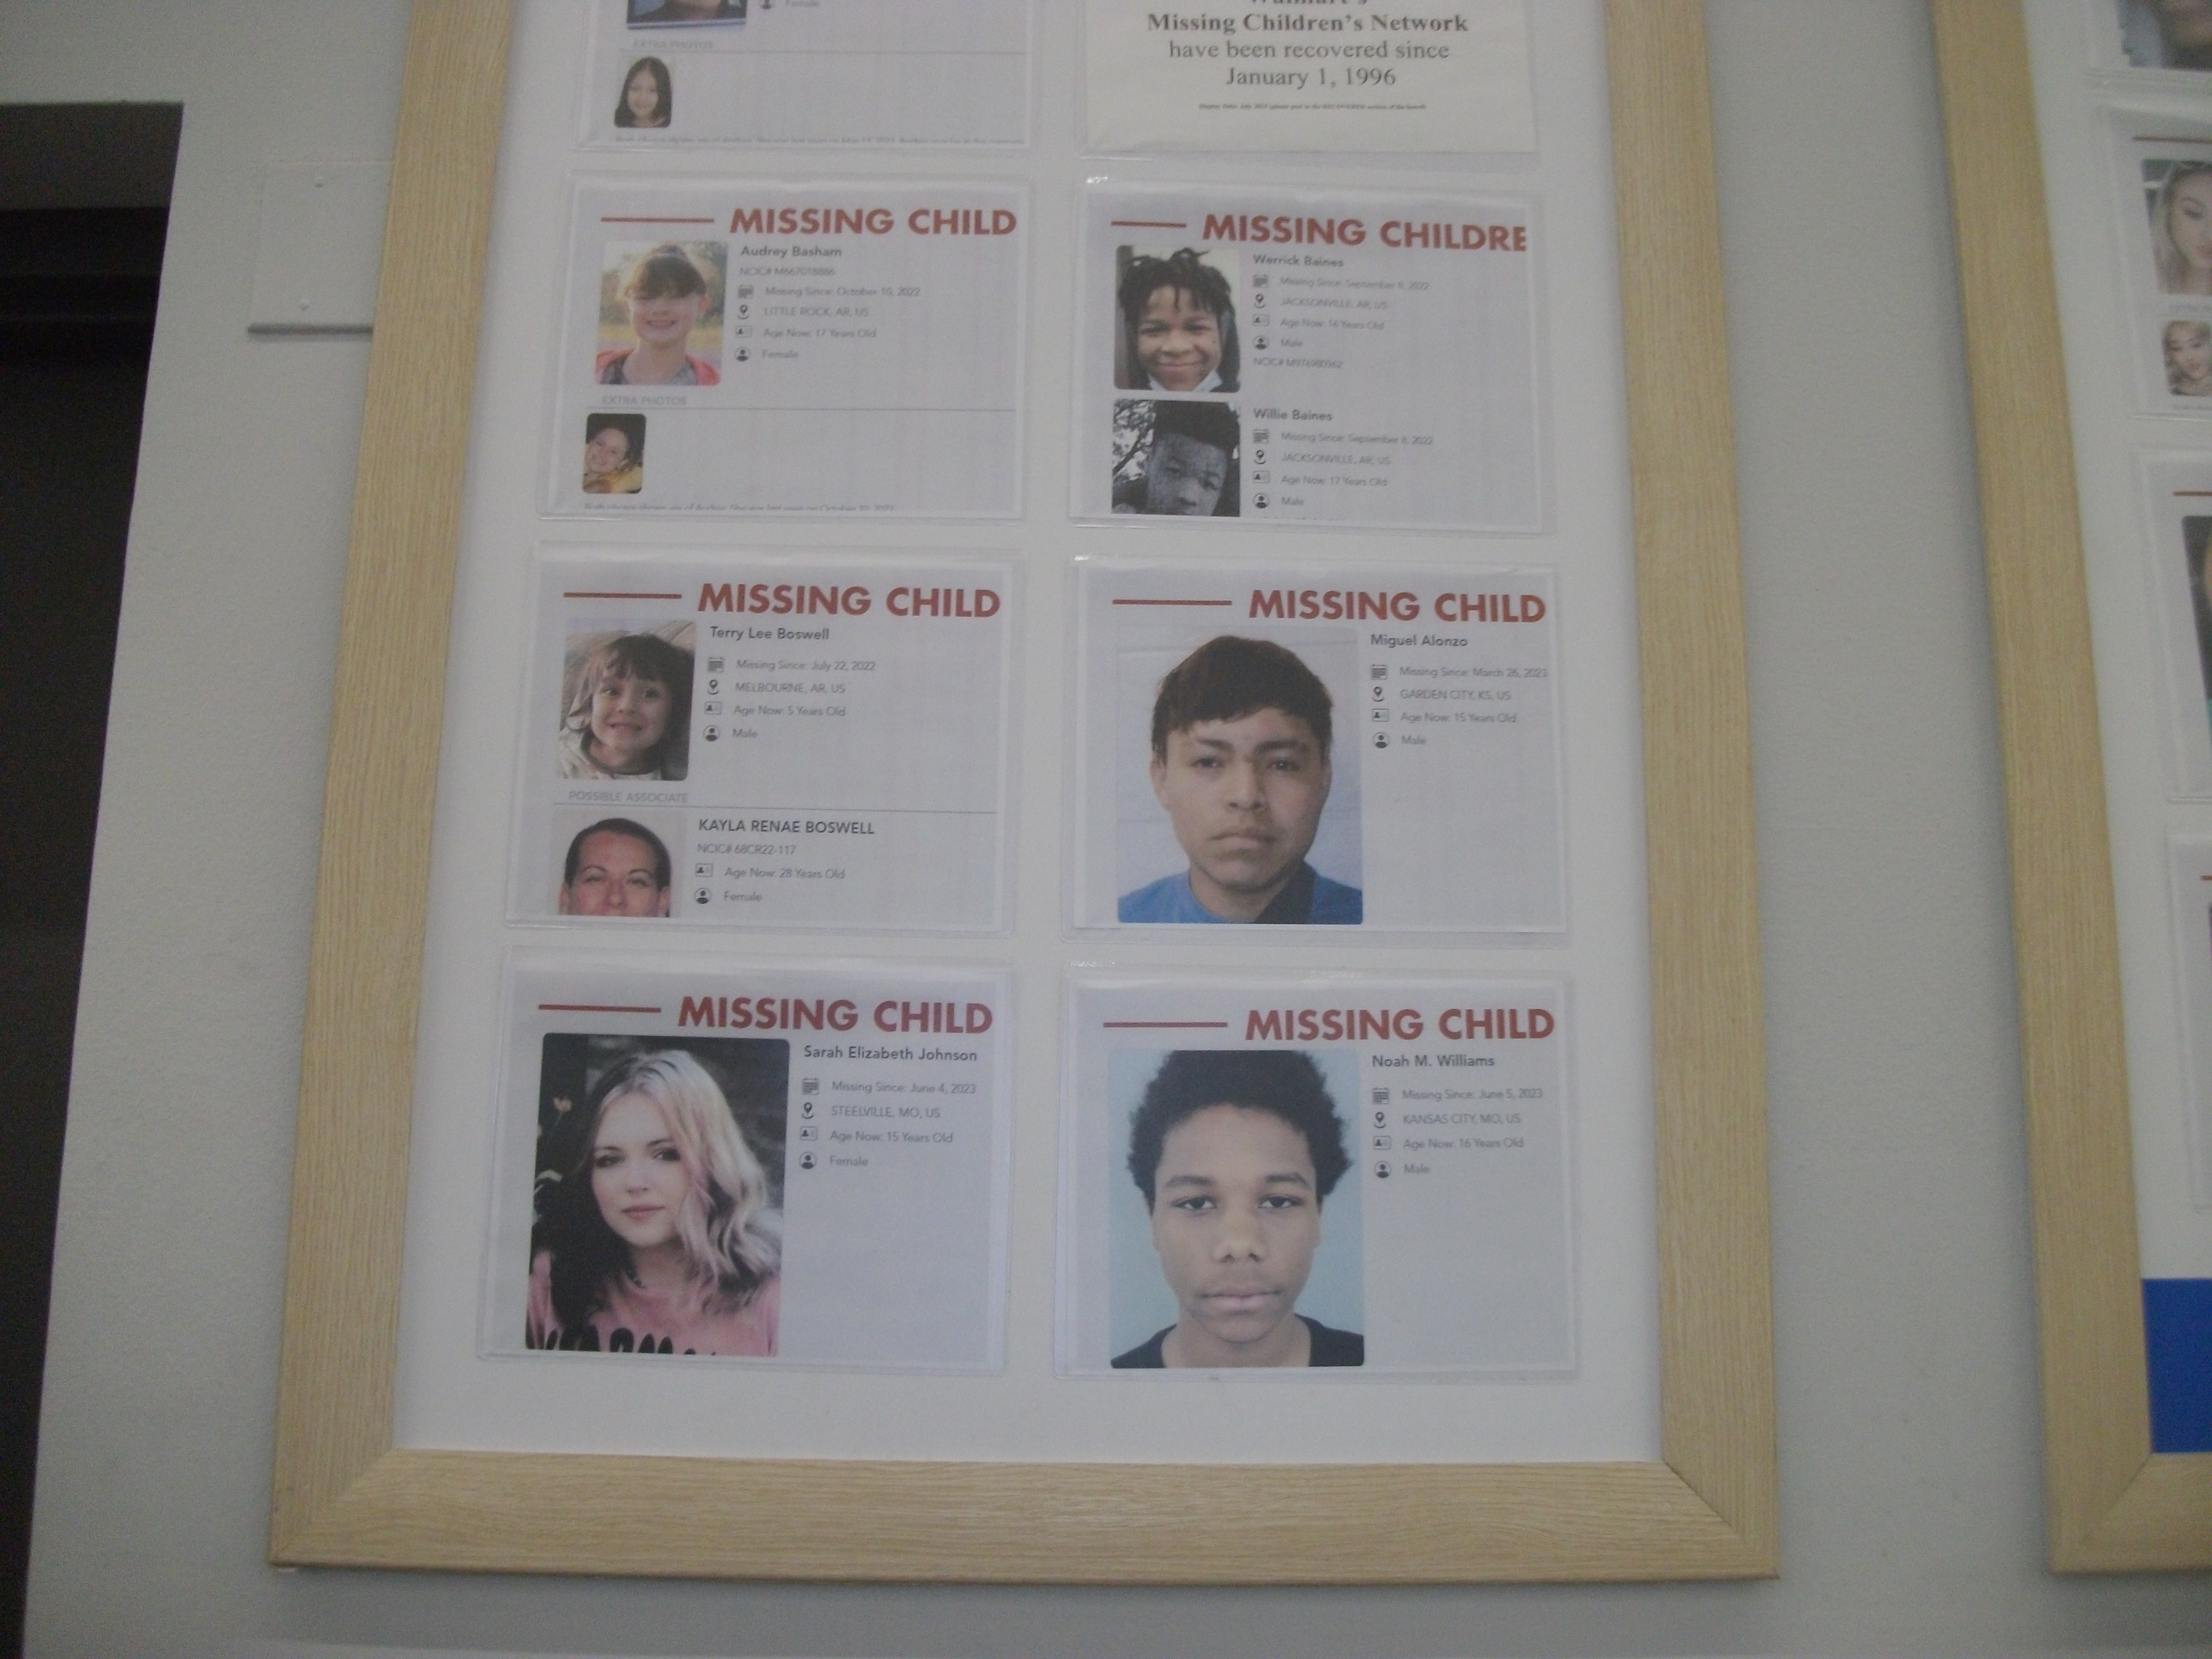 Female
EXTRA PHOTOS
Missing Children's Network
have been recovered since
January 1, 1996
MISSING CHILD
Audrey Basham
NCIC# M667018886
Missing Since: October 10, 2022
LITTLE ROCK, AR, US
Age Now: 17 Years Old
Female
EXTRA PHOTOS
MISSING CHILDRE
Werrick Baines
Missing Since: September 8, 2022
JACKSONVILLE, AR, US
Age Now: 16 Years Old
Male
NCIC#
Willie Baines
Missing Since: September 8, 2022
JACKSONVILLE, AR, US
Age Now: 17 Years Old
Male
MISSING CHILD
Terry Lee Boswell
Missing Since: July 22, 2022
MELBOURNE, AR, US
Age Now: 5 Years Old
Male
POSSIBLE ASSOCIATE
KAYLA RENAE BOSWELL
NCIC# 68CR22-117
Age Now: 28 Years Old
Female
MISSING CHILD
Miguel Alonzo
Missing Since: March 26, 2023
GARDEN CITY, KS, US
Age Now: 15 Years Old
Male
MISSING CHILD
Sarah Elizabeth Johnson
Missing Since: June 4, 2023
STEELVILLE, MO, US
Age Now: 15 Years Old
Female
MISSING CHILD
Noah M. Williams
Missing Since: June 5, 2023
KANSAS CITY, MO, US
Age Now: 16 Years Old
Male